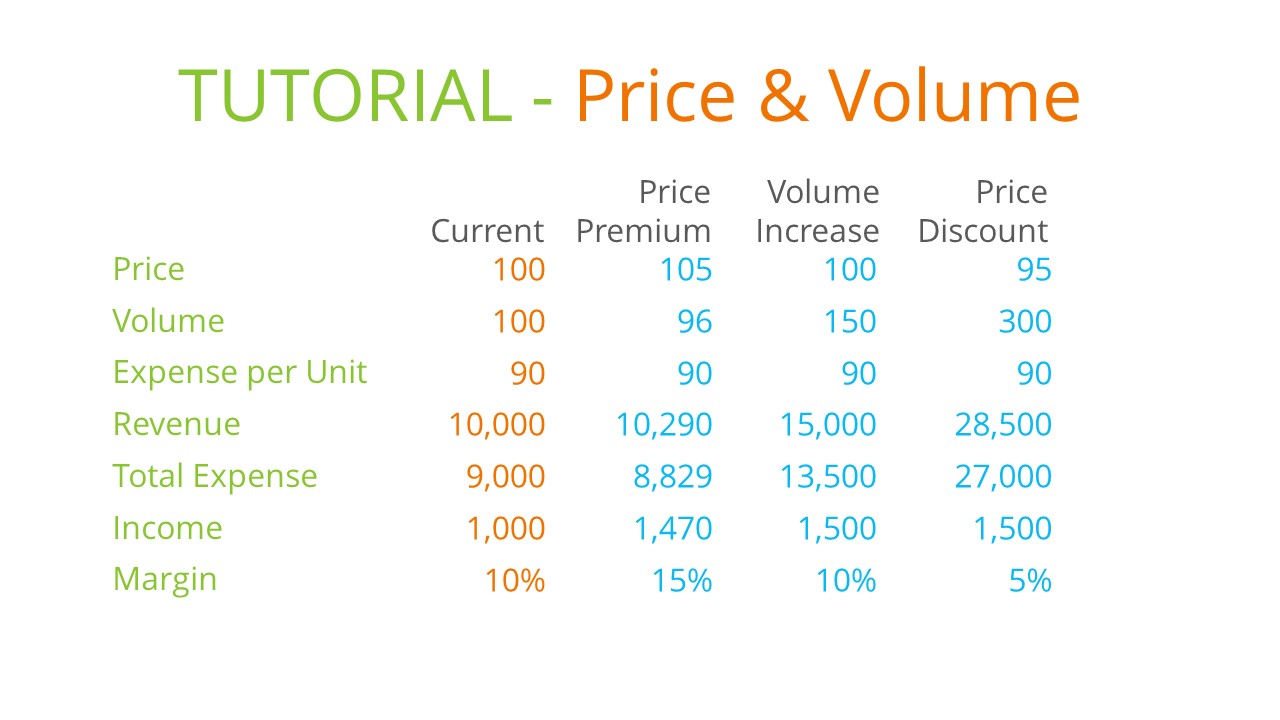 TUTORIAL - Price & Volume
Price Volume Price
Current Premium Increase Discount
Price 100 105 100 95
Volume 100 96 150 300
Expense per Unit 90 90 90 90
Revenue 10,000 10,290 15,000 28,500
Total Expense 9,000 8,829 13,500 27,000
Income 1,000 1,470 1,500 1,500
Margin 10% 15% 10% 5%